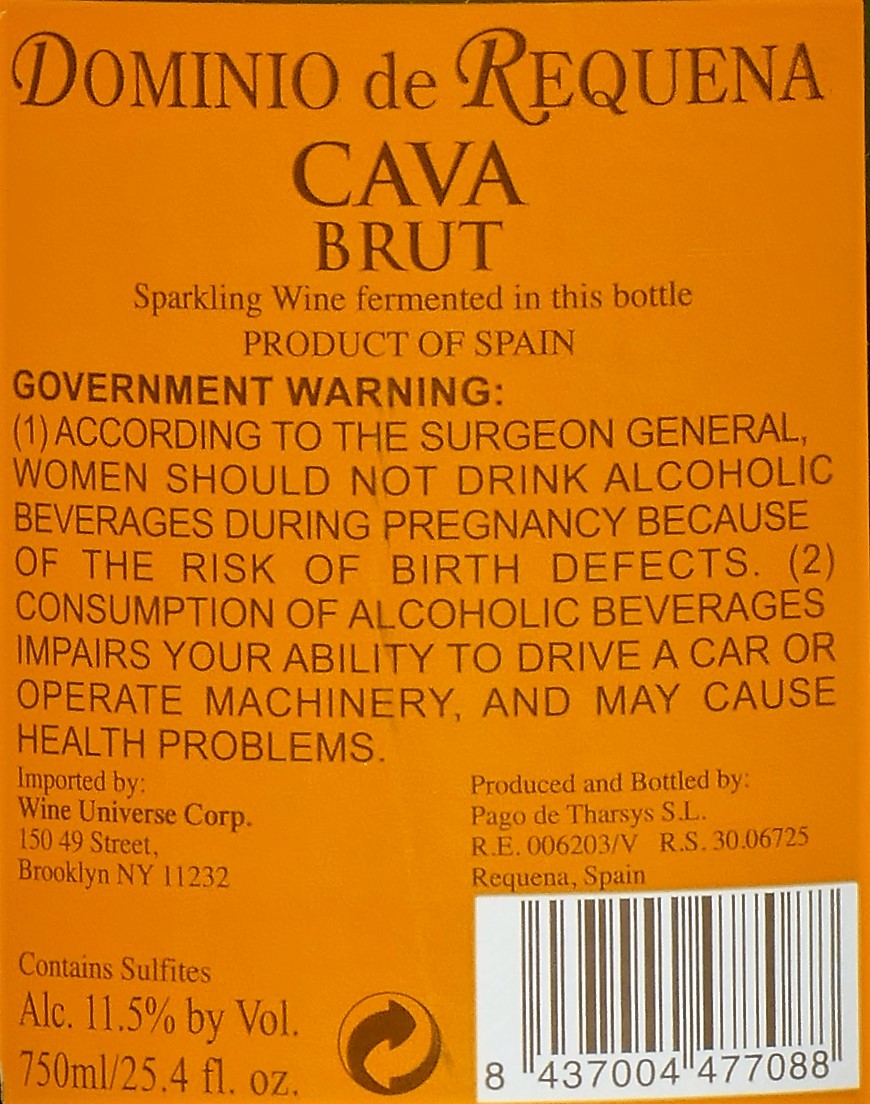 DOMINIO de REQUENA
CAVA
BRUT
Sparkling Wine fermented in this bottle
PRODUCT OF SPAIN
GOVERNMENT WARNING:
(1) ACCORDING TO THE SURGEON GENERAL,
WOMEN SHOULD NOT DRINK ALCOHOLIC
BEVERAGES DURING PREGNANCY BECAUSE
OF THE RISK OF BIRTH DEFECTS. (2)
CONSUMPTION OF ALCOHOLIC BEVERAGES
IMPAIRS YOUR ABILITY TO DRIVE A CAR OR
OPERATE MACHINERY, AND MAY CAUSE
HEALTH PROBLEMS.
Imported by:
Wine Universe Corp.
150 49 Street,
Brooklyn NY 11232
Produced and Bottled by:
Pago de Tharsys S.L.
R.E. 006203/V R.S. 30.06725
Requena, Spain
Contains Sulfites
Alc. 11.5% by Vol.
750ml/25.4 fl. oz.
8 437004 477088